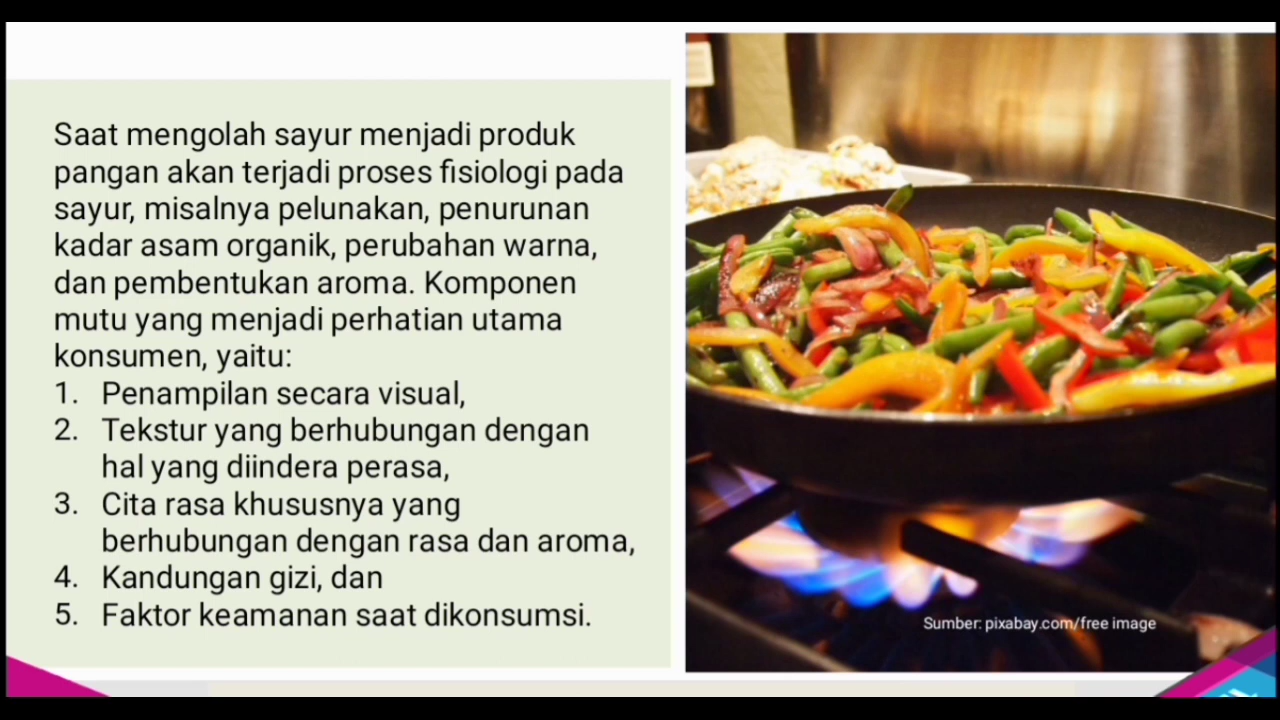 Saat mengolah sayur menjadi produk
pangan akan terjadi proses fisiologi pada
sayur, misalnya pelunakan, penurunan
kadar asam organik, perubahan warna,
dan pembentukan aroma. Komponen
mutu yang menjadi perhatian utama
konsumen, yaitu:
1. Penampilan secara visual,
2. Tekstur yang berhubungan dengan
hal yang diindera perasa,
3. Cita rasa khususnya yang
berhubungan dengan rasa dan aroma,
4. Kandungan gizi, dan
5. Faktor keamanan saat dikonsumsi.
Sumber: pixabay.com/free image